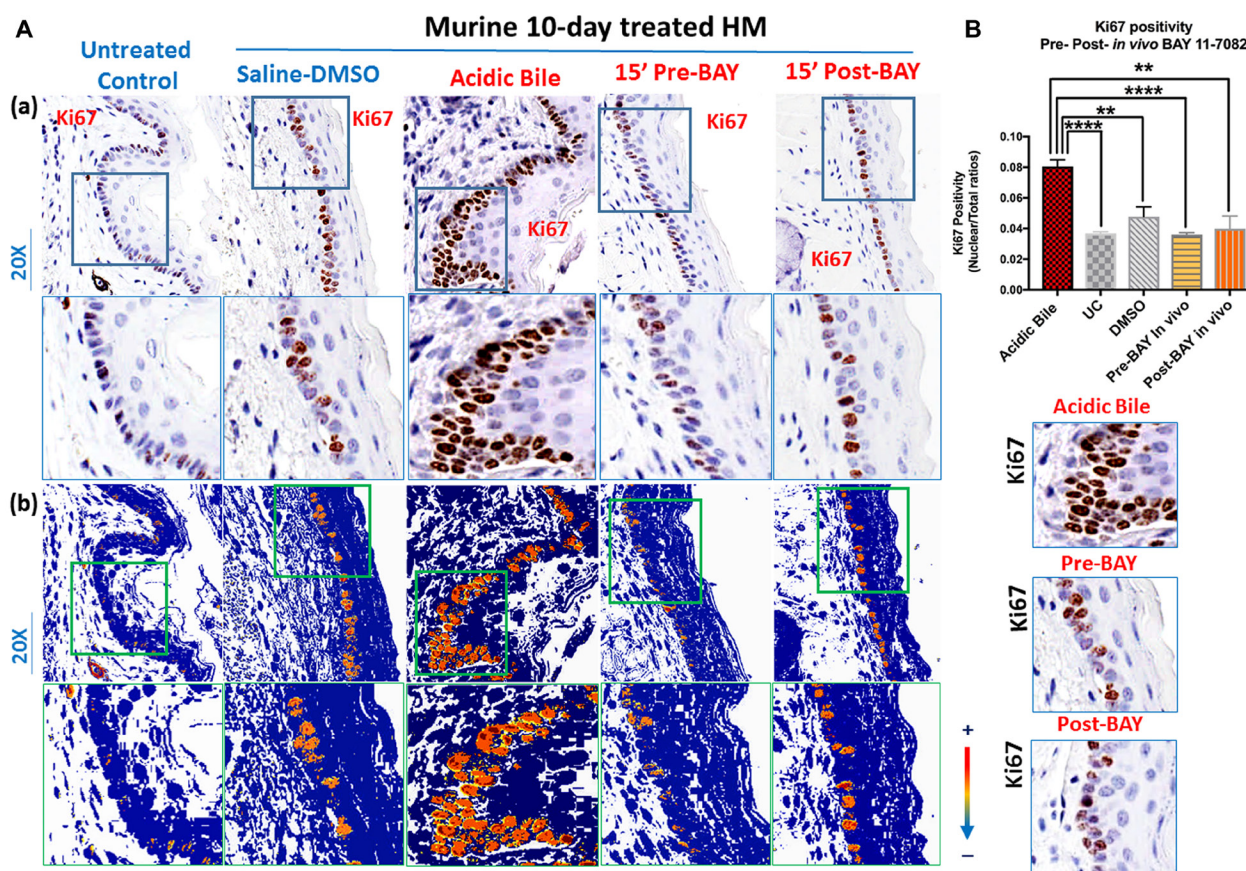 A
Murine 10-day treated HM
Untreated
Control
Saline-DMSO
Acidic Bile
15’ Pre-BAY
15’ Post-BAY
(a)
Ki67
Ki67
Ki67
Ki67
Ki67
20X
(b)
20X
+
−
B
Ki67 positivity
Pre- Post- in vivo BAY 11-7082
**
****
**
****
Ki67 Positivity
(Nuclear/Total ratios)
0.10
0.08
0.06
0.04
0.02
0.00
Acidic Bile
UC
DMSO
Pre-BAY In vivo
Post-BAY in vivo
Acidic Bile
Ki67
Pre-BAY
Ki67
Post-BAY
Ki67